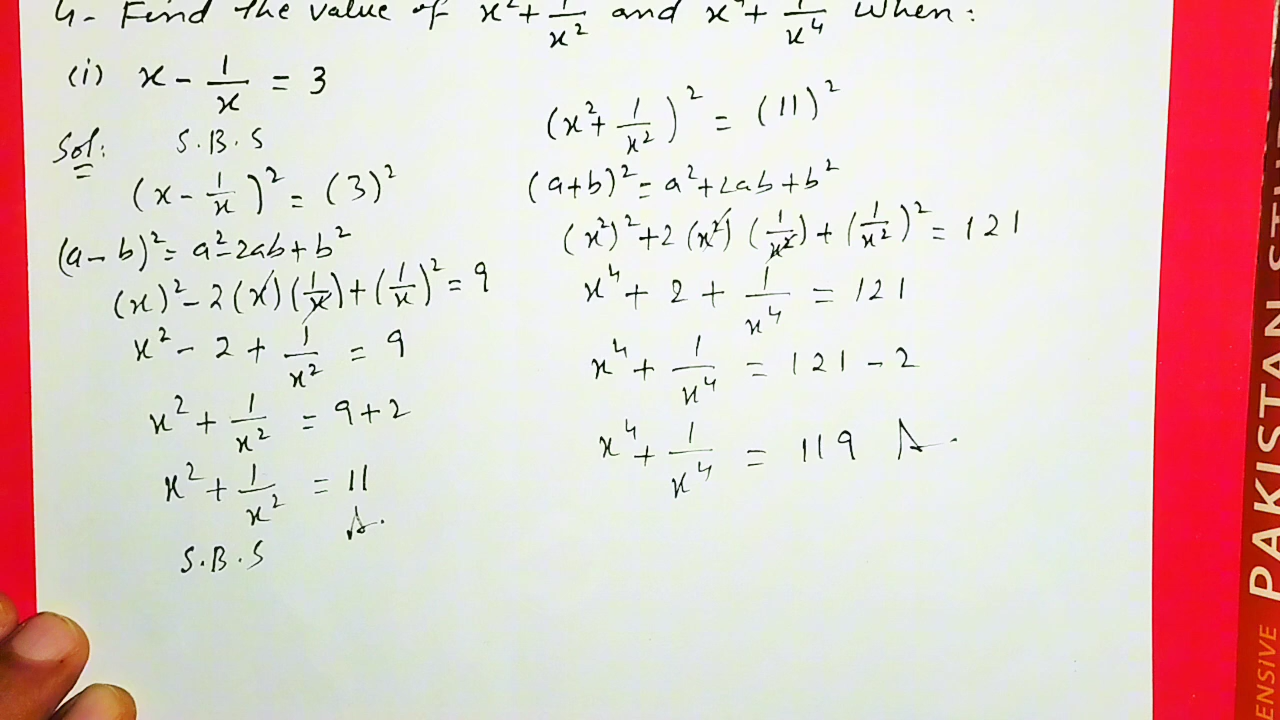 4- Find the value of x² + 1/x² and x⁴ + 1/x⁴ when:
(i) x - 1/x = 3
Sol: S.B.S
(x - 1/x)² = (3)²
(a - b)² = a² - 2ab + b²
(x)² - 2(x)(1/x) + (1/x)² = 9
x² - 2 + 1/x² = 9
x² + 1/x² = 9 + 2
x² + 1/x² = 11
A.
S.B.S
(x² + 1/x²)² = (11)²
(a+b)² = a² + 2ab + b²
(x²)² + 2(x²)(1/x²) + (1/x²)² = 121
x⁴ + 2 + 1/x⁴ = 121
x⁴ + 1/x⁴ = 121 - 2
x⁴ + 1/x⁴ = 119 A.
ENSIVE PAKISTAN